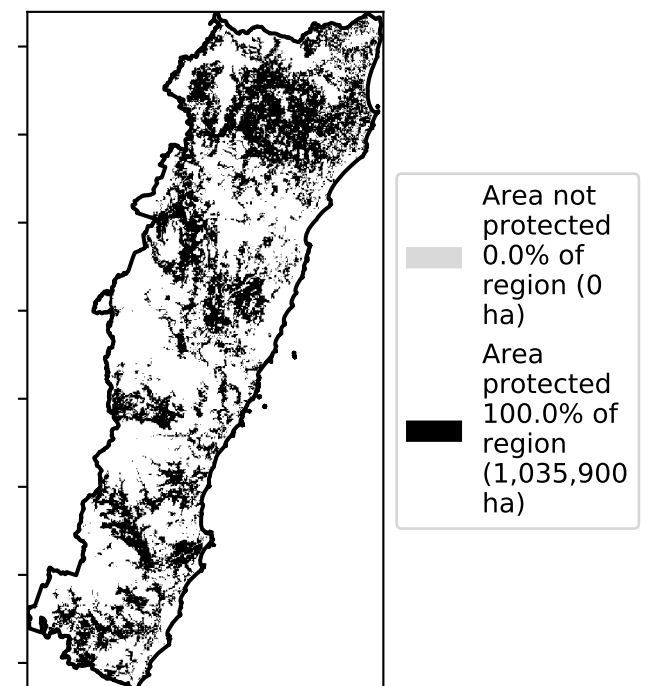 Area not
protected
0.0% of
region (0
ha)
Area
protected
100.0% of
region
(1,035,900
ha)